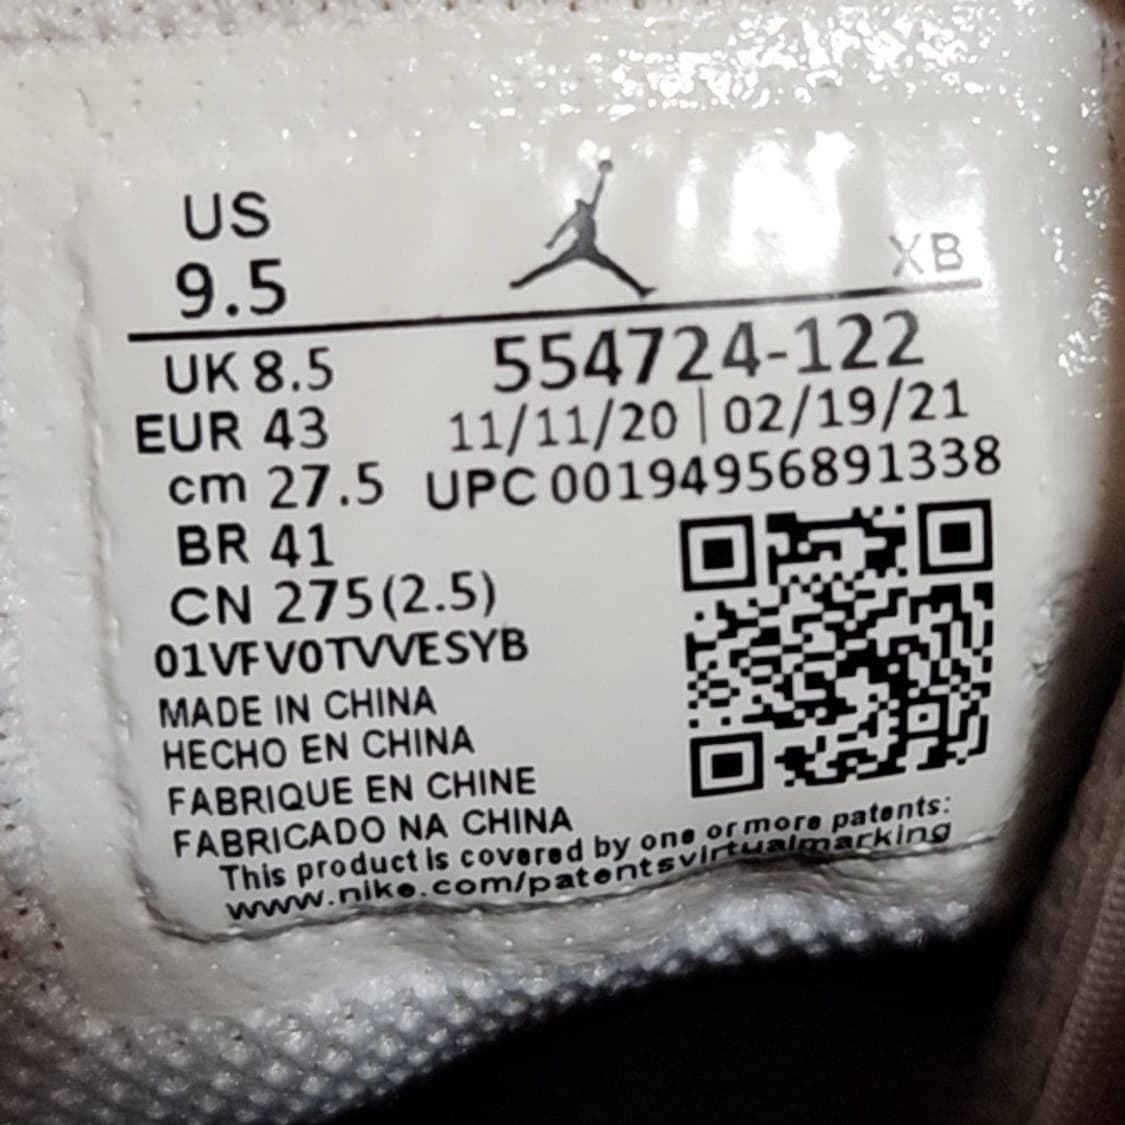 US
XB
9.5
UK 8.5
554724-122
EUR 43
11/11/20 | 02/19/21
cm 27.5
UPC 00194956891338
BR 41
CN 275(2.5)
01VFV0TVVESYB
MADE IN CHINA
HECHO EN CHINA
FABRIQUE EN CHINE
FABRICADO NA CHINA
This product is covered by one or more patents:
www.nike.com/patentsvirtualmarking